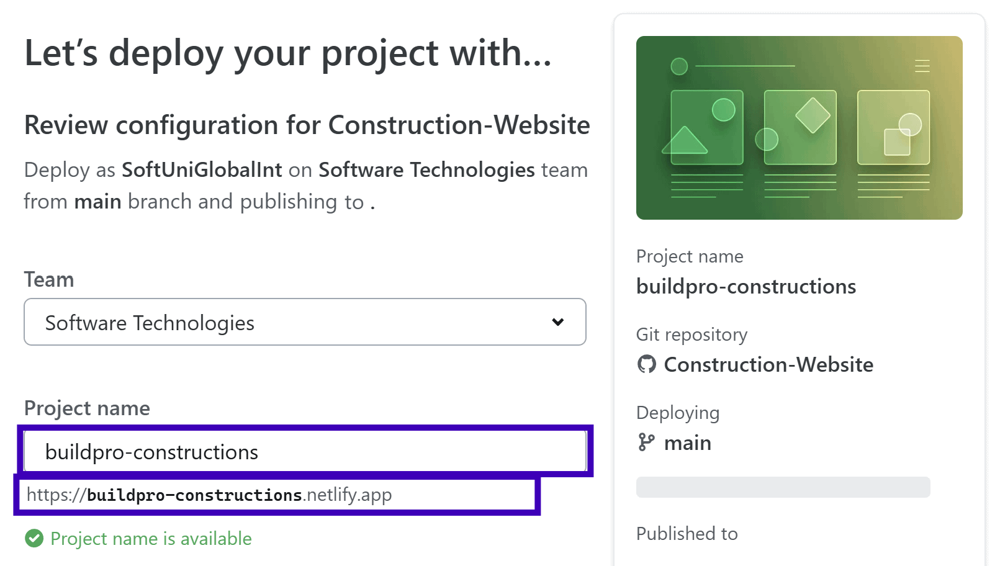 Let’s deploy your project with…
Review configuration for Construction-Website
Deploy as SoftUniGlobalInt on Software Technologies team
from main branch and publishing to .
Team
Software Technologies
Project name
buildpro-constructions
https://buildpro-constructions.netlify.app
Project name is available
Project name
buildpro-constructions
Git repository
Construction-Website
Deploying
main
Published to